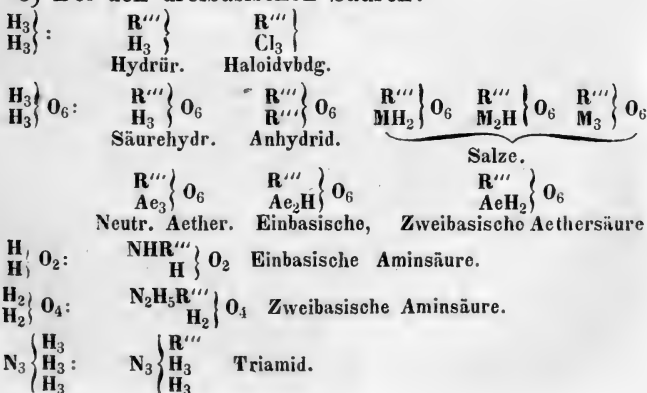 c) Bei den dreibasischen Säuren:
H₃ R‴ R‴
H₃} : H₃} Cl₃}
Hydrür. Haloidvbdg.
H₃ R‴ R‴ R‴ R‴ R‴
H₃} O₆: H₃} O₆ R‴} O₆ MH₂} O₆ M₂H} O₆ M₃} O₆
Säurehydr. Anhydrid.
Salze.
R‴ R‴ R‴
Ae₃} O₆ Ae₂H} O₆ AeH₂} O₆
Neutr. Aether. Einbasische, Zweibasische Aethersäure
H NHR‴
H} O₂: H} O₂ Einbasische Aminsäure.
H₂ N₂H₅R‴
H₂} O₄: H₂} O₄ Zweibasische Aminsäure.
H₃ R‴
N₃ { H₃ : N₃ { H₃ Triamid.
H₃ H₃